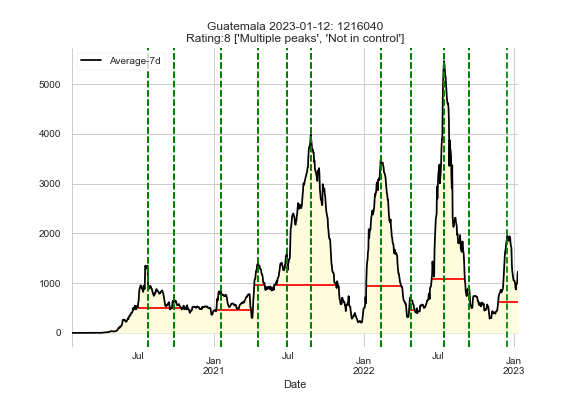 Guatemala 2023-01-12: 1216040
Rating:8 ['Multiple peaks', 'Not in control']
Average-7d
5000
4000
3000
2000
1000
0
Jul
Jan
2021
Jul
Jan
2022
Jul
Jan
2023
Date